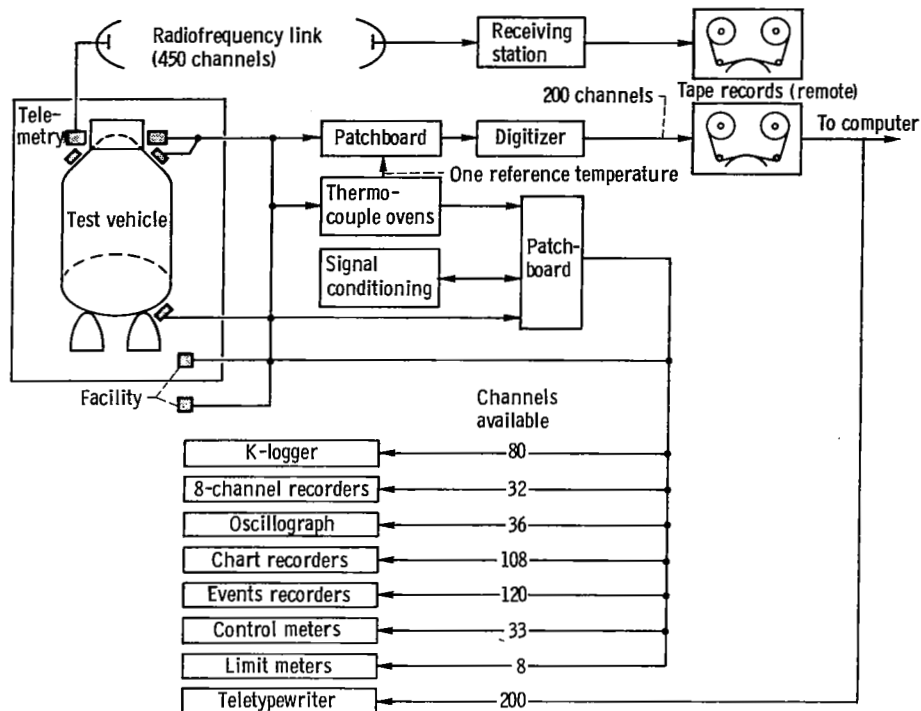 Radiofrequency link
(450 channels)
Receiving
station
Tape records (remote)
Tele-
metry
200 channels
To computer
Patchboard
Digitizer
One reference temperature
Test vehicle
Thermo-
couple ovens
Patch-
board
Signal
conditioning
Facility
Channels
available
K-logger 80
8-channel recorders 32
Oscillograph 36
Chart recorders 108
Events recorders 120
Control meters 33
Limit meters 8
Teletypewriter 200